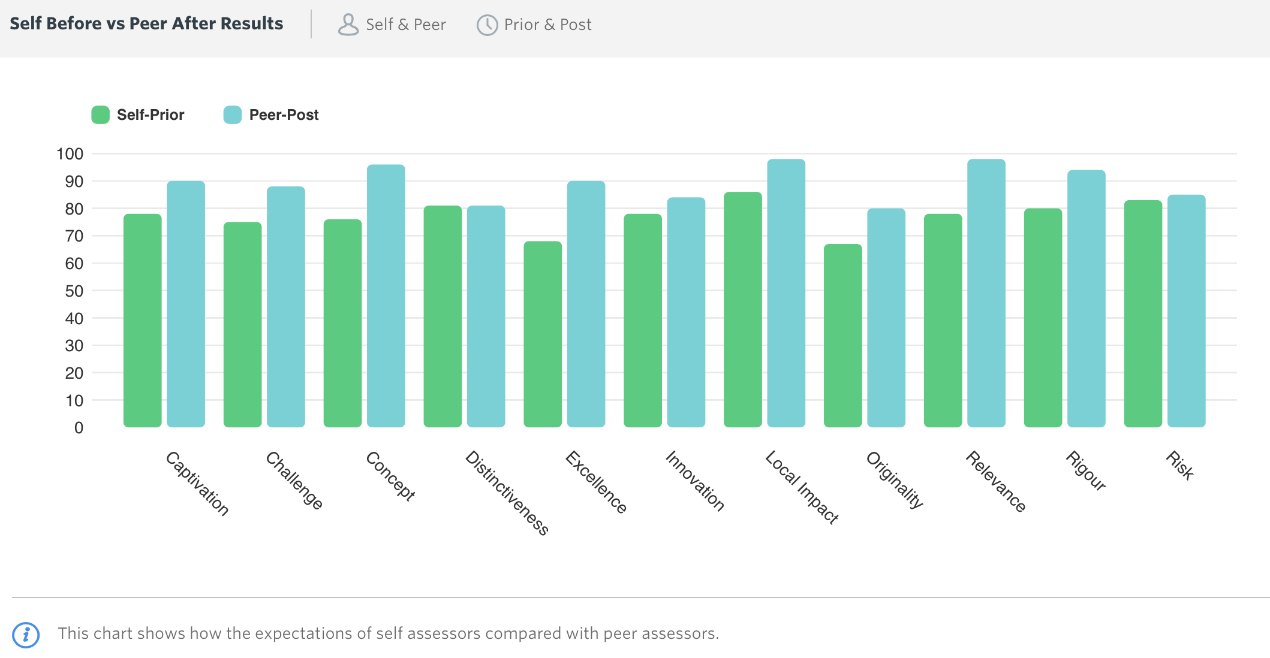 Self Before vs Peer After Results
Self & Peer
Prior & Post
Self-Prior
Peer-Post
100
90
80
70
60
50
40
30
20
10
0
Captivation
Challenge
Concept
Distinctiveness
Excellence
Innovation
Local Impact
Originality
Relevance
Rigour
Risk
This chart shows how the expectations of self assessors compared with peer assessors.